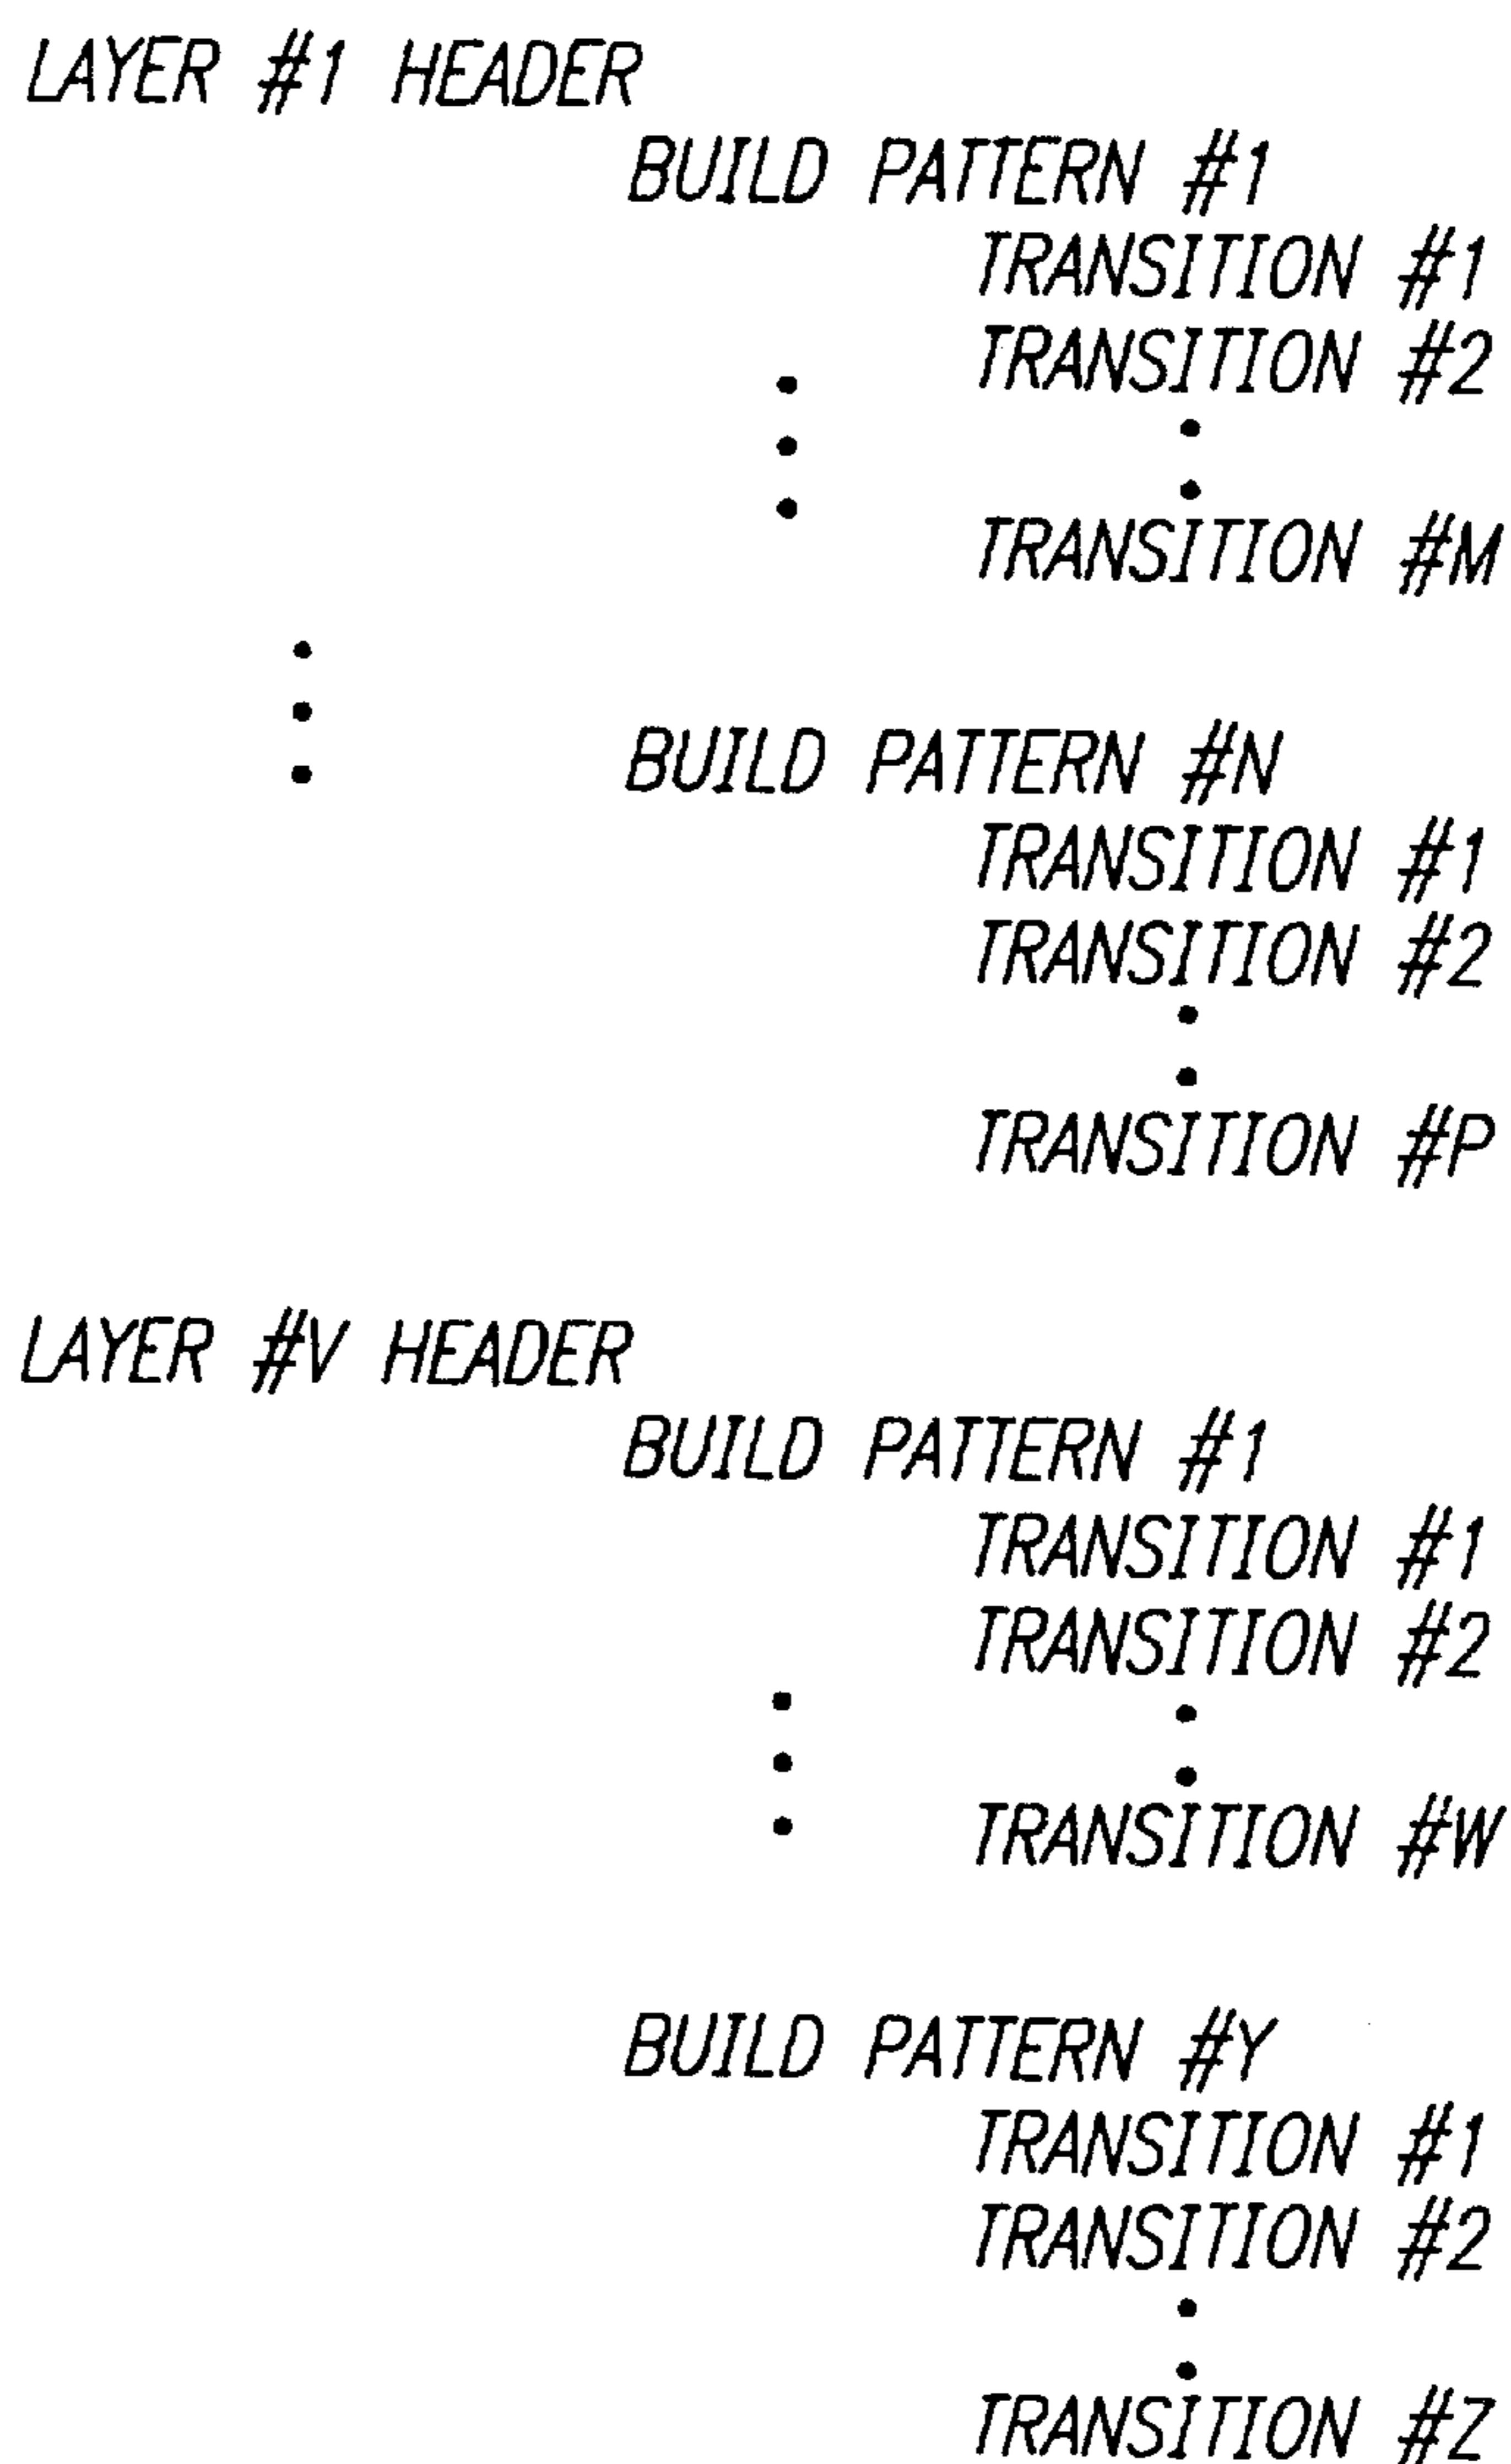 LAYER #1 HEADER
BUILD PATTERN #1
TRANSITION #1
TRANSITION #2
TRANSITION #M
BUILD PATTERN #N
TRANSITION #1
TRANSITION #2
TRANSITION #P
LAYER #V HEADER
BUILD PATTERN #1
TRANSITION #1
TRANSITION #2
TRANSITION #W
BUILD PATTERN #Y
TRANSITION #1
TRANSITION #2
TRANSITION #Z